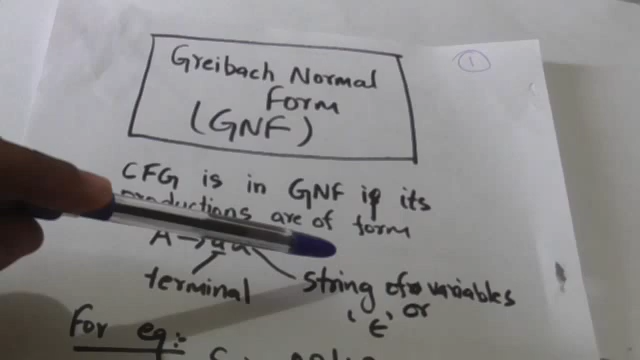 1
Greibach Normal
Form
(GNF)
CFG is in GNF if its
productions are of form
A → aα
terminal
string of variables
or
'ε'
For eg:-